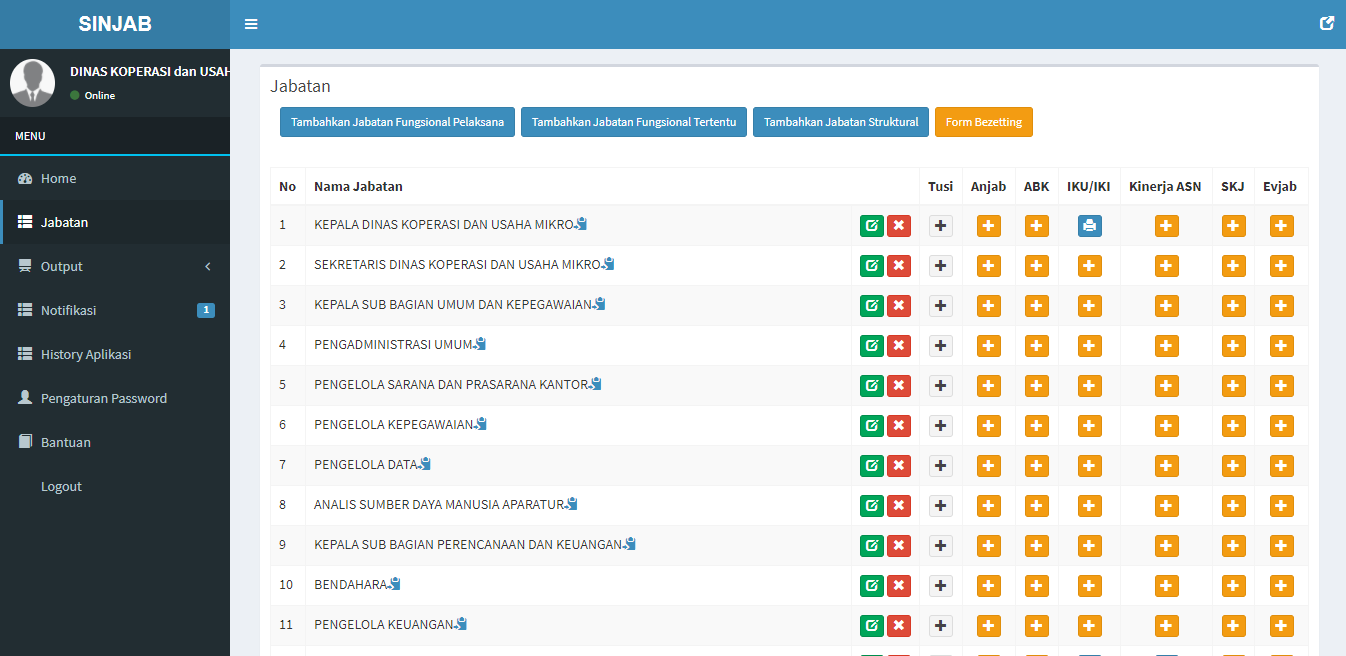 SINJAB
DINAS KOPERASI dan USAH
Online
MENU
Home
Jabatan
Output
Notifikasi 1
History Aplikasi
Pengaturan Password
Bantuan
Logout
Jabatan
Tambahkan Jabatan Fungsional Pelaksana Tambahkan Jabatan Fungsional Tertentu Tambahkan Jabatan Struktural Form Bezetting
No Nama Jabatan Tusi Anjab ABK IKU/IKI Kinerja ASN SKJ Evjab
1 KEPALA DINAS KOPERASI DAN USAHA MIKRO
2 SEKRETARIS DINAS KOPERASI DAN USAHA MIKRO
3 KEPALA SUB BAGIAN UMUM DAN KEPEGAWAIAN
4 PENGADMINISTRASI UMUM
5 PENGELOLA SARANA DAN PRASARANA KANTOR
6 PENGELOLA KEPEGAWAIAN
7 PENGELOLA DATA
8 ANALIS SUMBER DAYA MANUSIA APARATUR
9 KEPALA SUB BAGIAN PERENCANAAN DAN KEUANGAN
10 BENDAHARA
11 PENGELOLA KEUANGAN